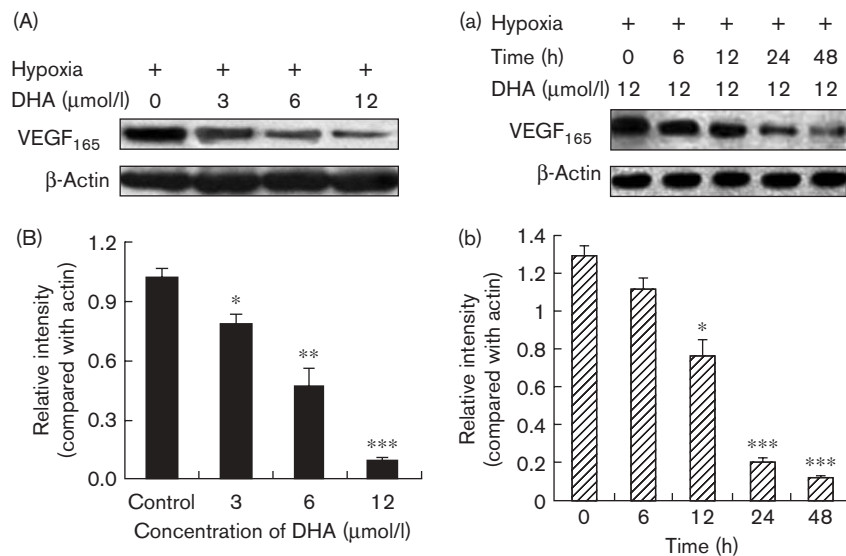 (A)
Hypoxia + + + +
DHA (μmol/l) 0 3 6 12
VEGF165
β-Actin
(B)
Relative intensity
(compared with actin)
1.2
0.9
0.6
0.3
0.0
*
**
***
Control 3 6 12
Concentration of DHA (μmol/l)
(a)
Hypoxia + + + + +
Time (h) 0 6 12 24 48
DHA (μmol/l) 12 12 12 12 12
VEGF165
β-Actin
(b)
Relative intensity
(compared with actin)
1.4
1.2
1
0.8
0.6
0.4
0.2
0
*
***
***
0 6 12 24 48
Time (h)